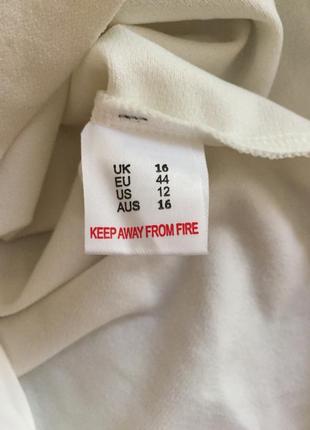 UK 16
EU 44
US 12
AUS 16
KEEP AWAY FROM FIRE